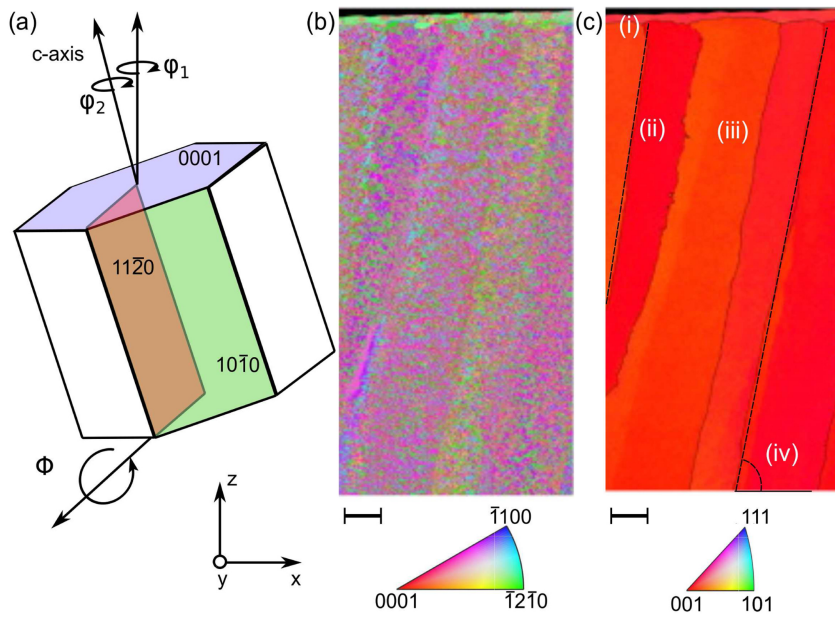 (a)
c-axis
φ₁
φ₂
0001
112̄0
101̄0
Φ
z
y
x
(b)
1̄100
0001
1̄21̄0
(c)
(i)
(ii)
(iii)
(iv)
111
001
101